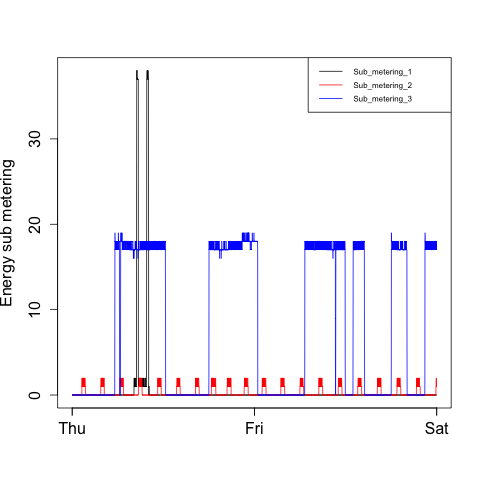 Sub_metering_1
Sub_metering_2
Sub_metering_3
Energy sub metering
30
20
10
0
Thu Fri Sat